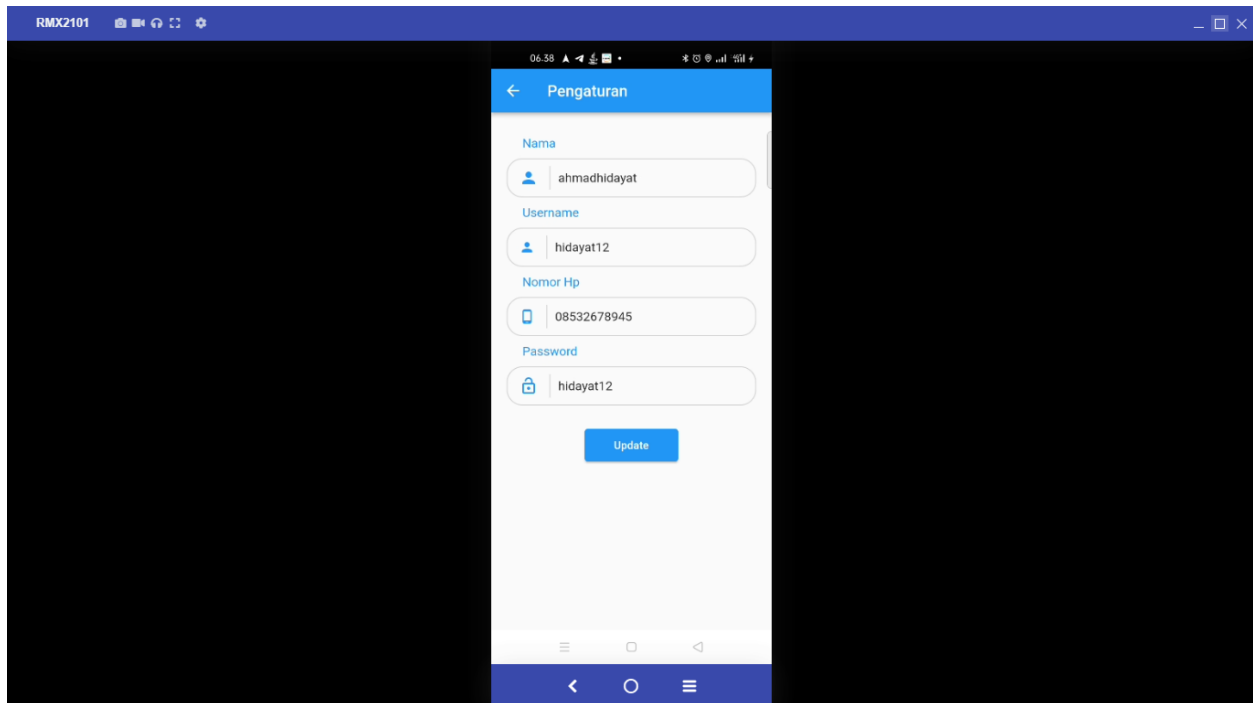 RMX2101
06.38
Pengaturan
Nama
ahmadhidayat
Username
hidayat12
Nomor Hp
08532678945
Password
hidayat12
Update